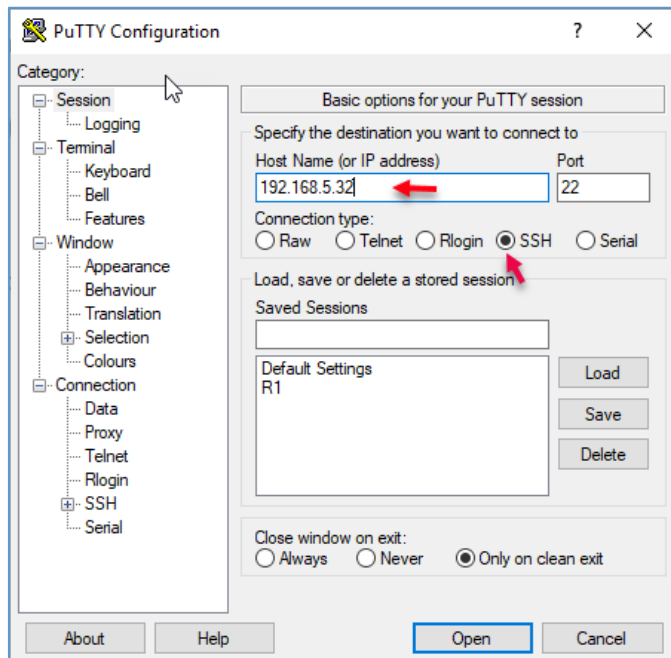 PuTTY Configuration
?
Category:
Session
Logging
Terminal
Keyboard
Bell
Features
Window
Appearance
Behaviour
Translation
Selection
Colours
Connection
Data
Proxy
Telnet
Rlogin
SSH
Serial
Basic options for your PuTTY session
Specify the destination you want to connect to
Host Name (or IP address) Port
192.168.5.32 22
Connection type:
Raw Telnet Rlogin SSH Serial
Load, save or delete a stored session
Saved Sessions
Default Settings
R1
Load
Save
Delete
Close window on exit:
Always Never Only on clean exit
About Help Open Cancel